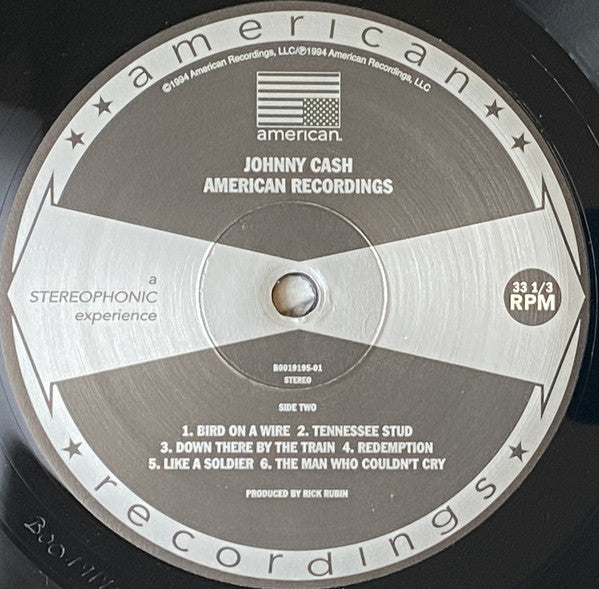 american
©1994 American Recordings, LLC/℗1994 American Recordings, LLC
american.
JOHNNY CASH
AMERICAN RECORDINGS
a
STEREOPHONIC
experience
33 1/3
RPM
B0019195-01
STEREO
SIDE TWO
1. BIRD ON A WIRE 2. TENNESSEE STUD
3. DOWN THERE BY THE TRAIN 4. REDEMPTION
5. LIKE A SOLDIER 6. THE MAN WHO COULDN'T CRY
PRODUCED BY RICK RUBIN
recordings